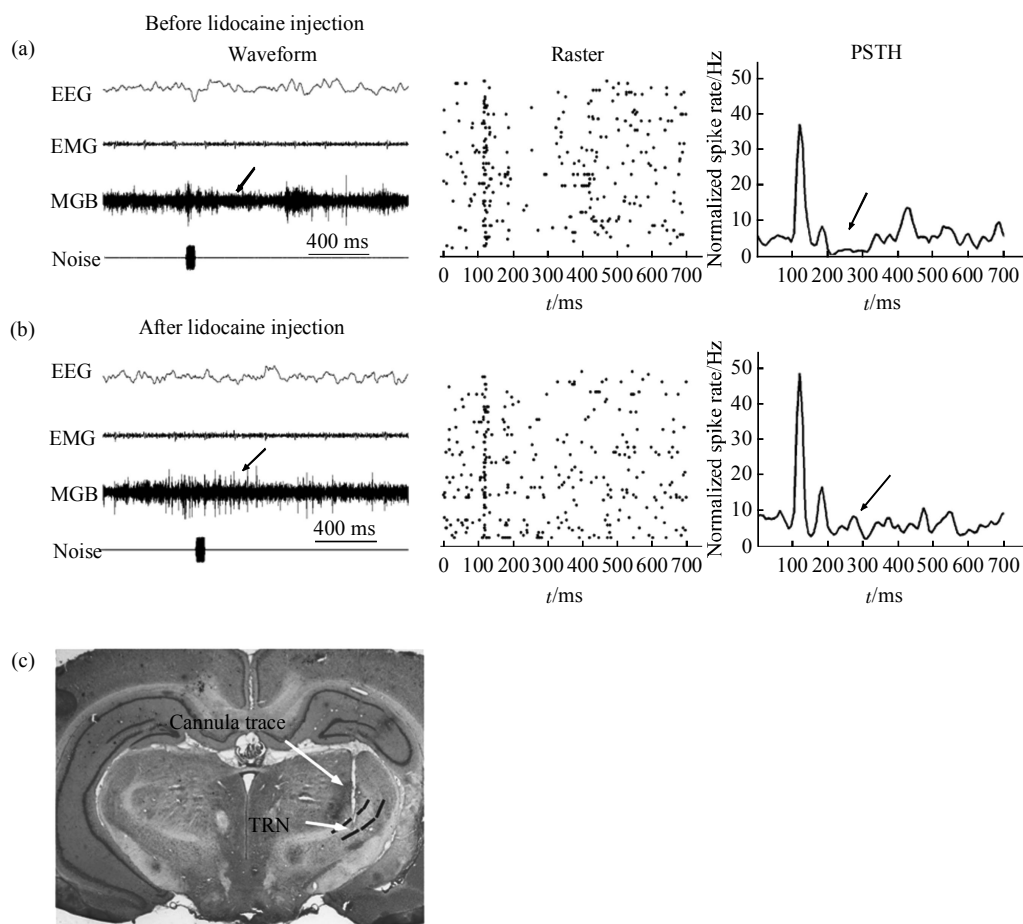 Before lidocaine injection
(a)
Waveform
Raster
PSTH
EEG
EMG
MGB
Noise
400 ms
0 100 200 300 400 500 600 700
t/ms
Normalized spike rate/Hz
50
40
30
20
10
0
100 200 300 400 500 600 700
t/ms
(b)
After lidocaine injection
EEG
EMG
MGB
Noise
400 ms
0 100 200 300 400 500 600 700
t/ms
Normalized spike rate/Hz
50
40
30
20
10
0
100 200 300 400 500 600 700
t/ms
(c)
Cannula trace
TRN